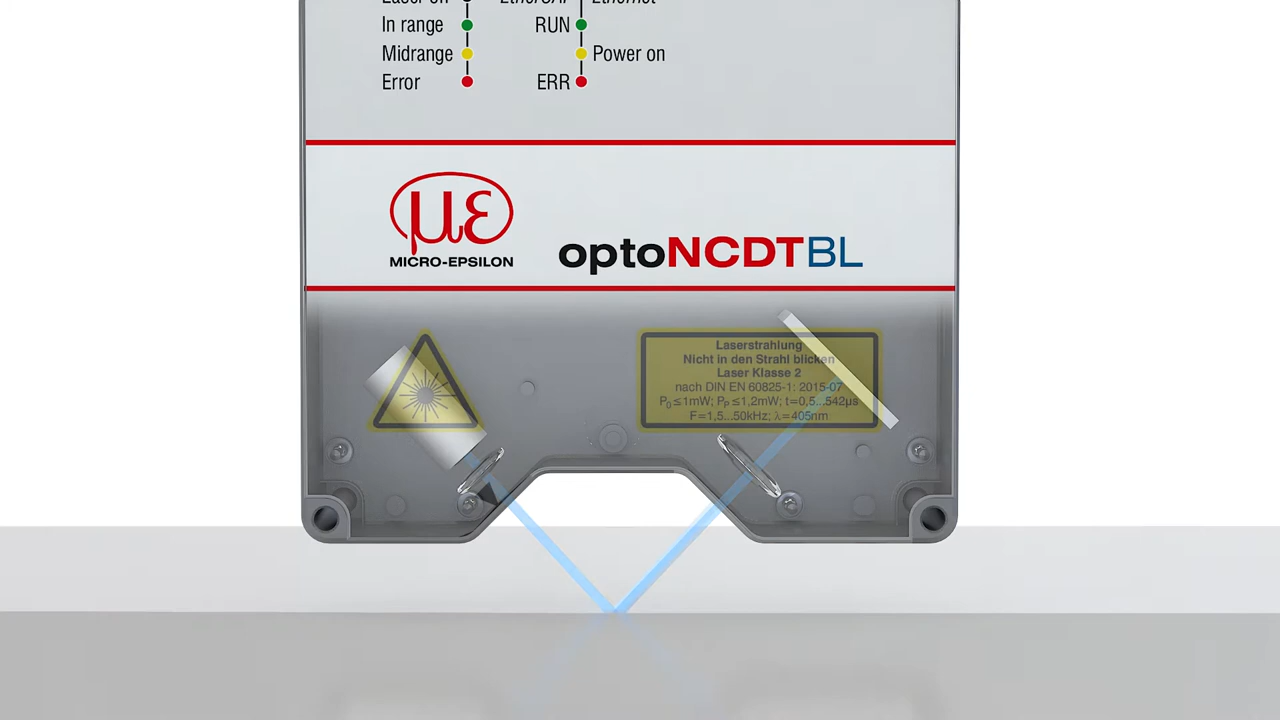 In range
Midrange
Error
RUN
Power on
ERR
με
MICRO-EPSILON
optoNCDTBL
Laserstrahlung
Nicht in den Strahl blicken
Laser Klasse 2
nach DIN EN 60825-1: 2015-07
P₀≤1mW; Pₚ≤1,2mW; t=0,5...542µs
F=1,5...50kHz; λ=405nm